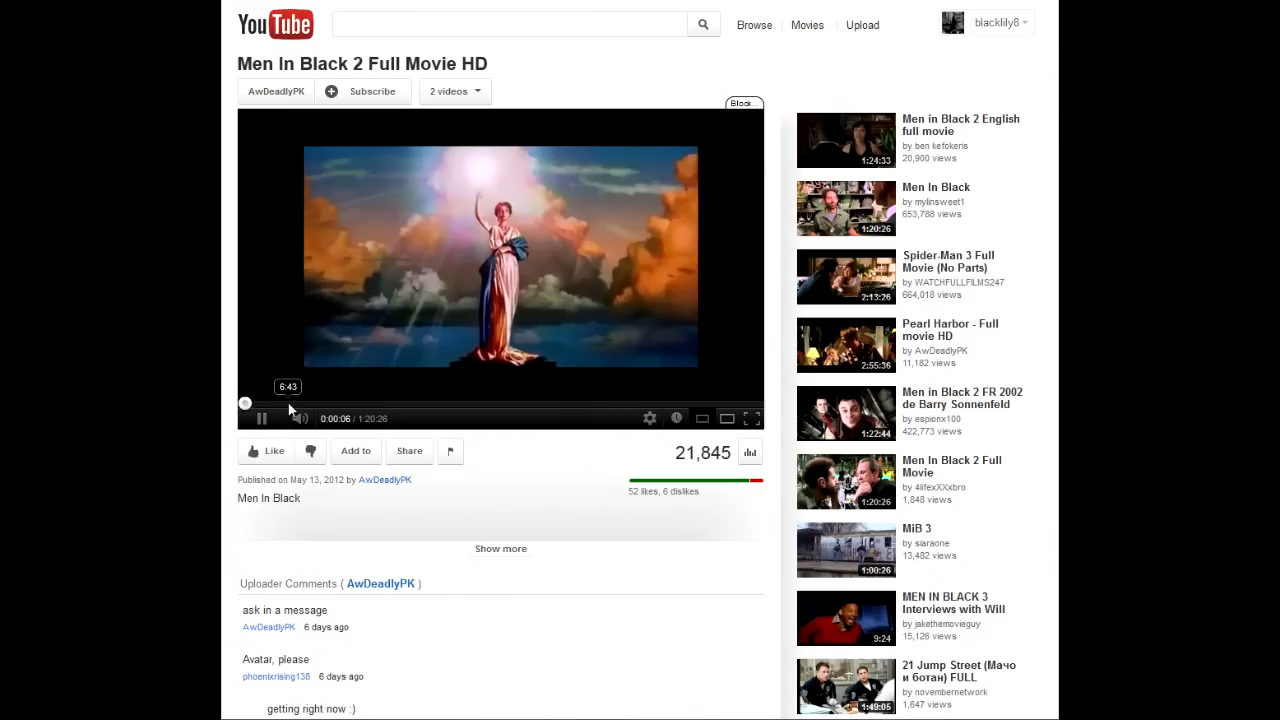 YouTube
Browse
Movies
Upload
blacklily8
Men In Black 2 Full Movie HD
AwDeadlyPK
Subscribe
2 videos
Block...
6:43
0:00:06 / 1:20:26
Like
Add to
Share
21,845
Published on May 13, 2012 by AwDeadlyPK
52 likes, 6 dislikes
Men In Black
Show more
Uploader Comments ( AwDeadlyPK )
ask in a message
AwDeadlyPK 6 days ago
Avatar, please
phoenixrising138 6 days ago
getting right now :)
1:24:33
Men in Black 2 English
full movie
by ben kefokeris
20,900 views
1:20:26
Men In Black
by mylinsweet1
653,788 views
2:13:26
Spider-Man 3 Full
Movie (No Parts)
by WATCHFULLFILMS247
664,018 views
2:55:36
Pearl Harbor - Full
movie HD
by AwDeadlyPK
11,182 views
1:22:44
Men in Black 2 FR 2002
de Barry Sonnenfeld
by espionx100
422,773 views
1:20:26
Men In Black 2 Full
Movie
by 4lifexXXxbro
1,848 views
1:00:26
MiB 3
by siaraone
13,482 views
9:24
MEN IN BLACK 3
Interviews with Will
by jakethemovieguy
15,126 views
1:49:05
21 Jump Street (Мачо
и ботан) FULL
by novembernetwork
1,647 views